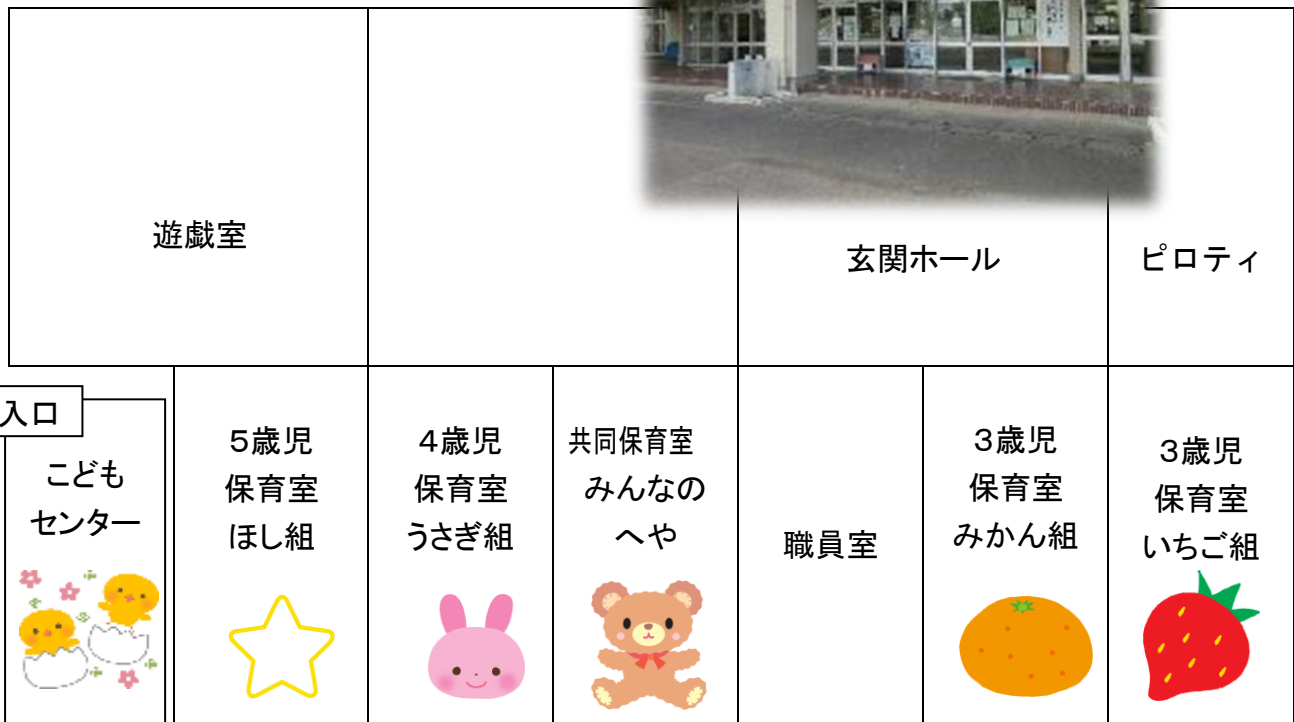 遊戯室
玄関ホール
ピロティ
入口
こども
センター
5歳児
保育室
ほし組
4歳児
保育室
うさぎ組
共同保育室
みんなの
へや
職員室
3歳児
保育室
みかん組
3歳児
保育室
いちご組